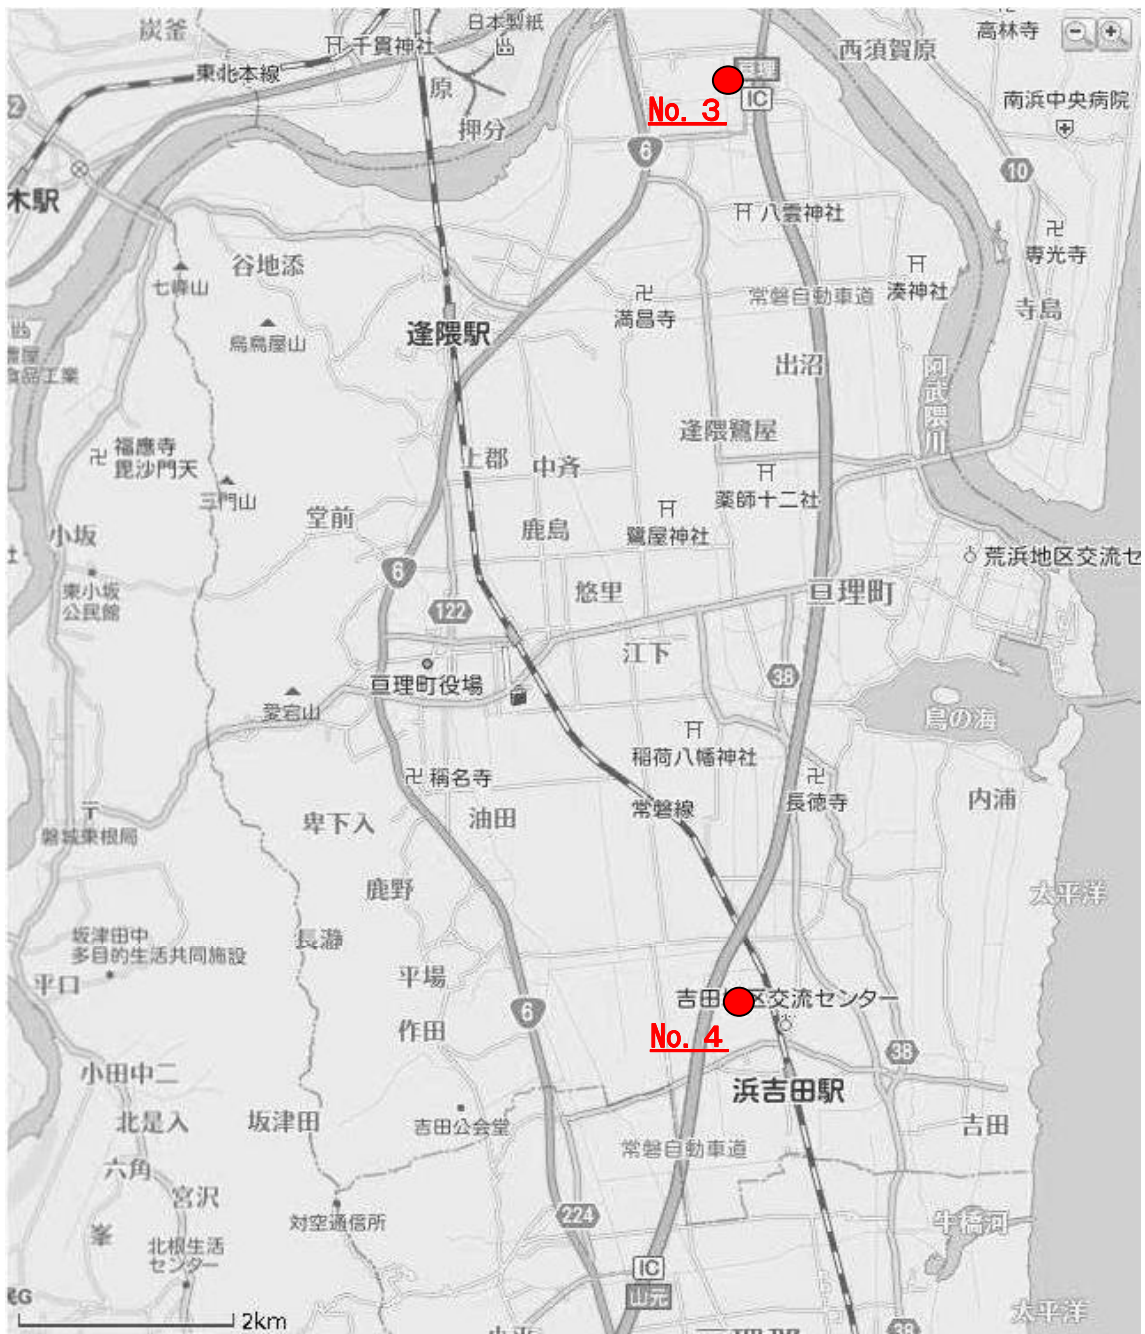 日本製紙
高林寺
炭釜
千貫神社
西須賀原
東北本線
亘理
原
IC
南浜中央病院
No. 3
押分
6
10
木駅
八雲神社
専光寺
谷地添
七峰山
湊神社
常磐自動車道
満昌寺
寺島
逢隈駅
烏鳥屋山
食品工業
出沼
阿武隈川
逢隈鷺屋
福應寺
毘沙門天
上郡
中斉
薬師十二社
三門山
堂前
鹿島
鷺屋神社
小坂
荒浜地区交流セ
6
東小坂
公民館
悠里
亘理町
122
江下
38
亘理町役場
愛宕山
鳥の海
稲荷八幡神社
稱名寺
長徳寺
内浦
常磐線
油田
卑下入
磐城東根局
鹿野
太平洋
坂津田中
多目的生活共同施設
長瀞
平場
平口
吉田地区交流センター
6
作田
No. 4
38
小田中二
浜吉田駅
北是入
坂津田
吉田公会堂
吉田
常磐自動車道
六角
宮沢
224
対空通信所
牛橋河
峯
北根生活
センター
IC
山元
2km
太平洋
38